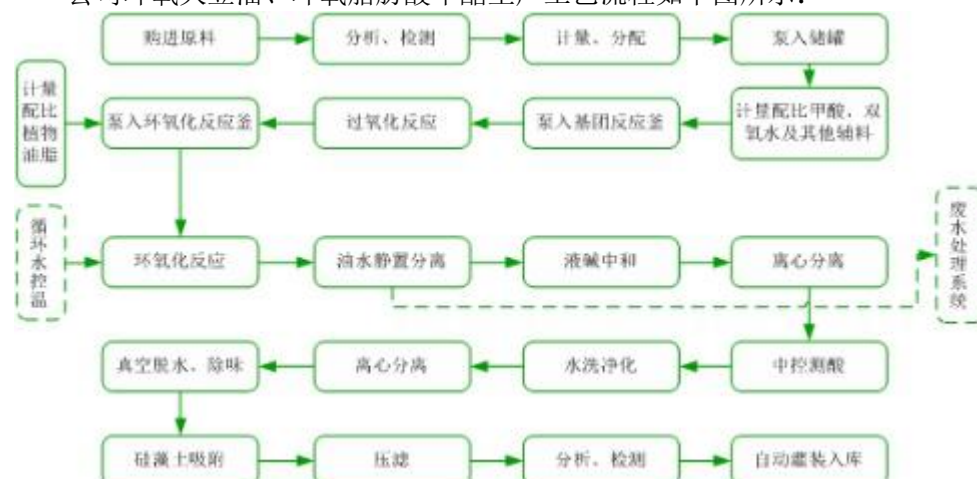 购进原料
分析、检测
计量、分配
泵入储罐
计量
配比
植物
油脂
泵入环氧化反应釜
过氧化反应
泵入基团反应釜
计量配比甲酸,双
氧水及其他辅料
循
环
水
控
温
环氧化反应
油水静置分离
液碱中和
离心分离
废
水
处
理
系
统
真空脱水、除味
离心分离
水洗净化
中控测酸
硅藻土吸附
压滤
分析、检测
自动灌装入库